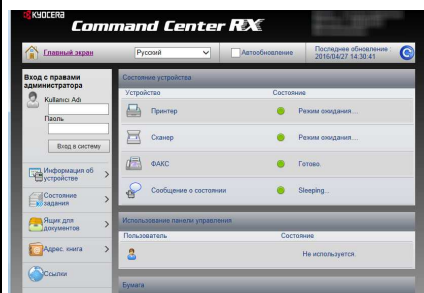 KYOCERA
Command Center RX
Главный экран
Русский
Автообновление
Последнее обновление
2016/04/27 14:30:41
Вход с правами
администратора
Kullanıcı Adı
Пароль
Вход в систему
Информация об
устройстве
Состояние
задания
Ящик для
документов
Адрес. книга
Ссылки
Состояние устройства
Устройство
Состояние
Принтер
Режим ожидания...
Сканер
Режим ожидания...
ФАКС
Готово.
Сообщение о состоянии
Sleeping...
Использование панели управления
Пользователь
Состояние
Не используется.
Бумага